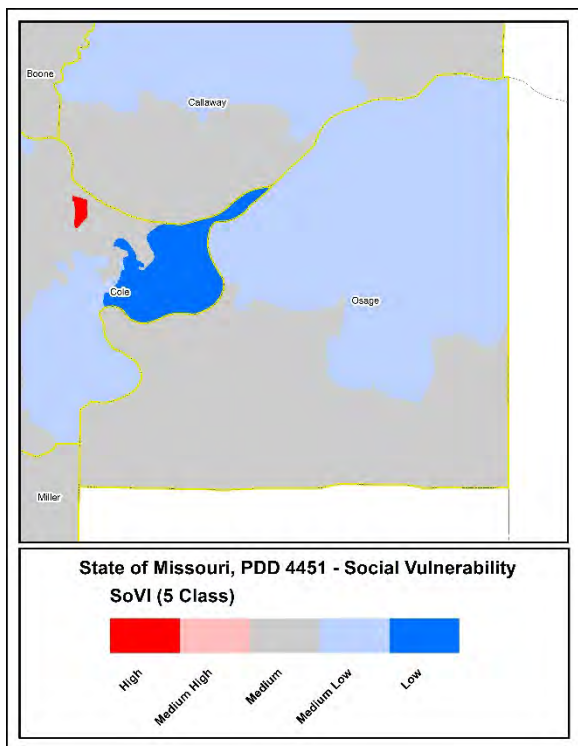 Boone
Callaway
Cole
Osage
Miller
State of Missouri, PDD 4451 - Social Vulnerability
SoVI (5 Class)
High
Medium High
Medium
Medium Low
Low